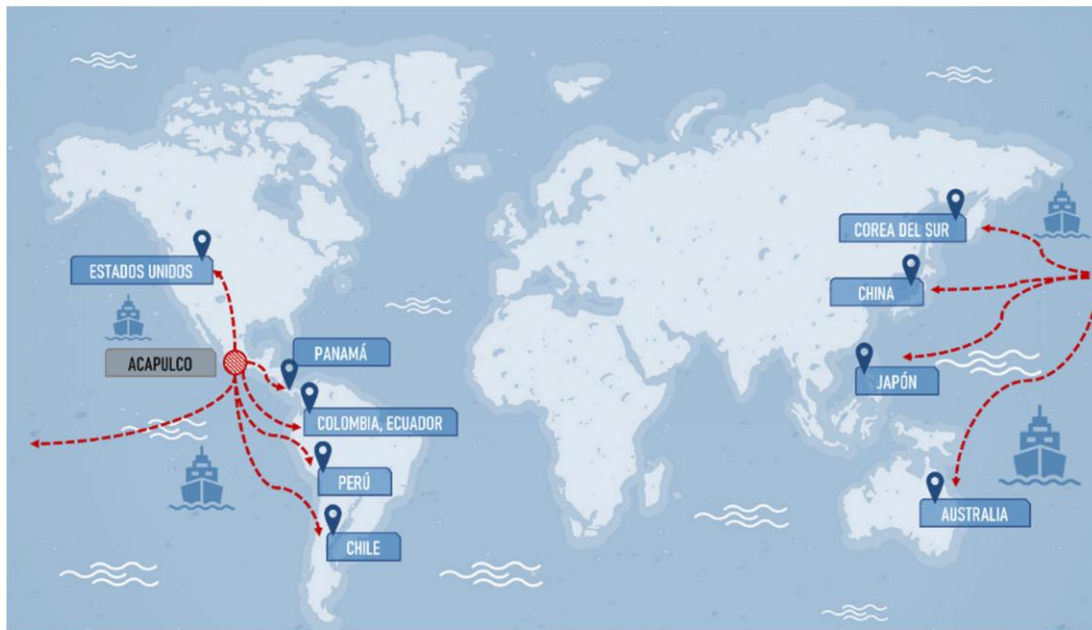 COREA DEL SUR
ESTADOS UNIDOS
CHINA
PANAMÁ
ACAPULCO
JAPÓN
COLOMBIA, ECUADOR
PERÚ
AUSTRALIA
CHILE